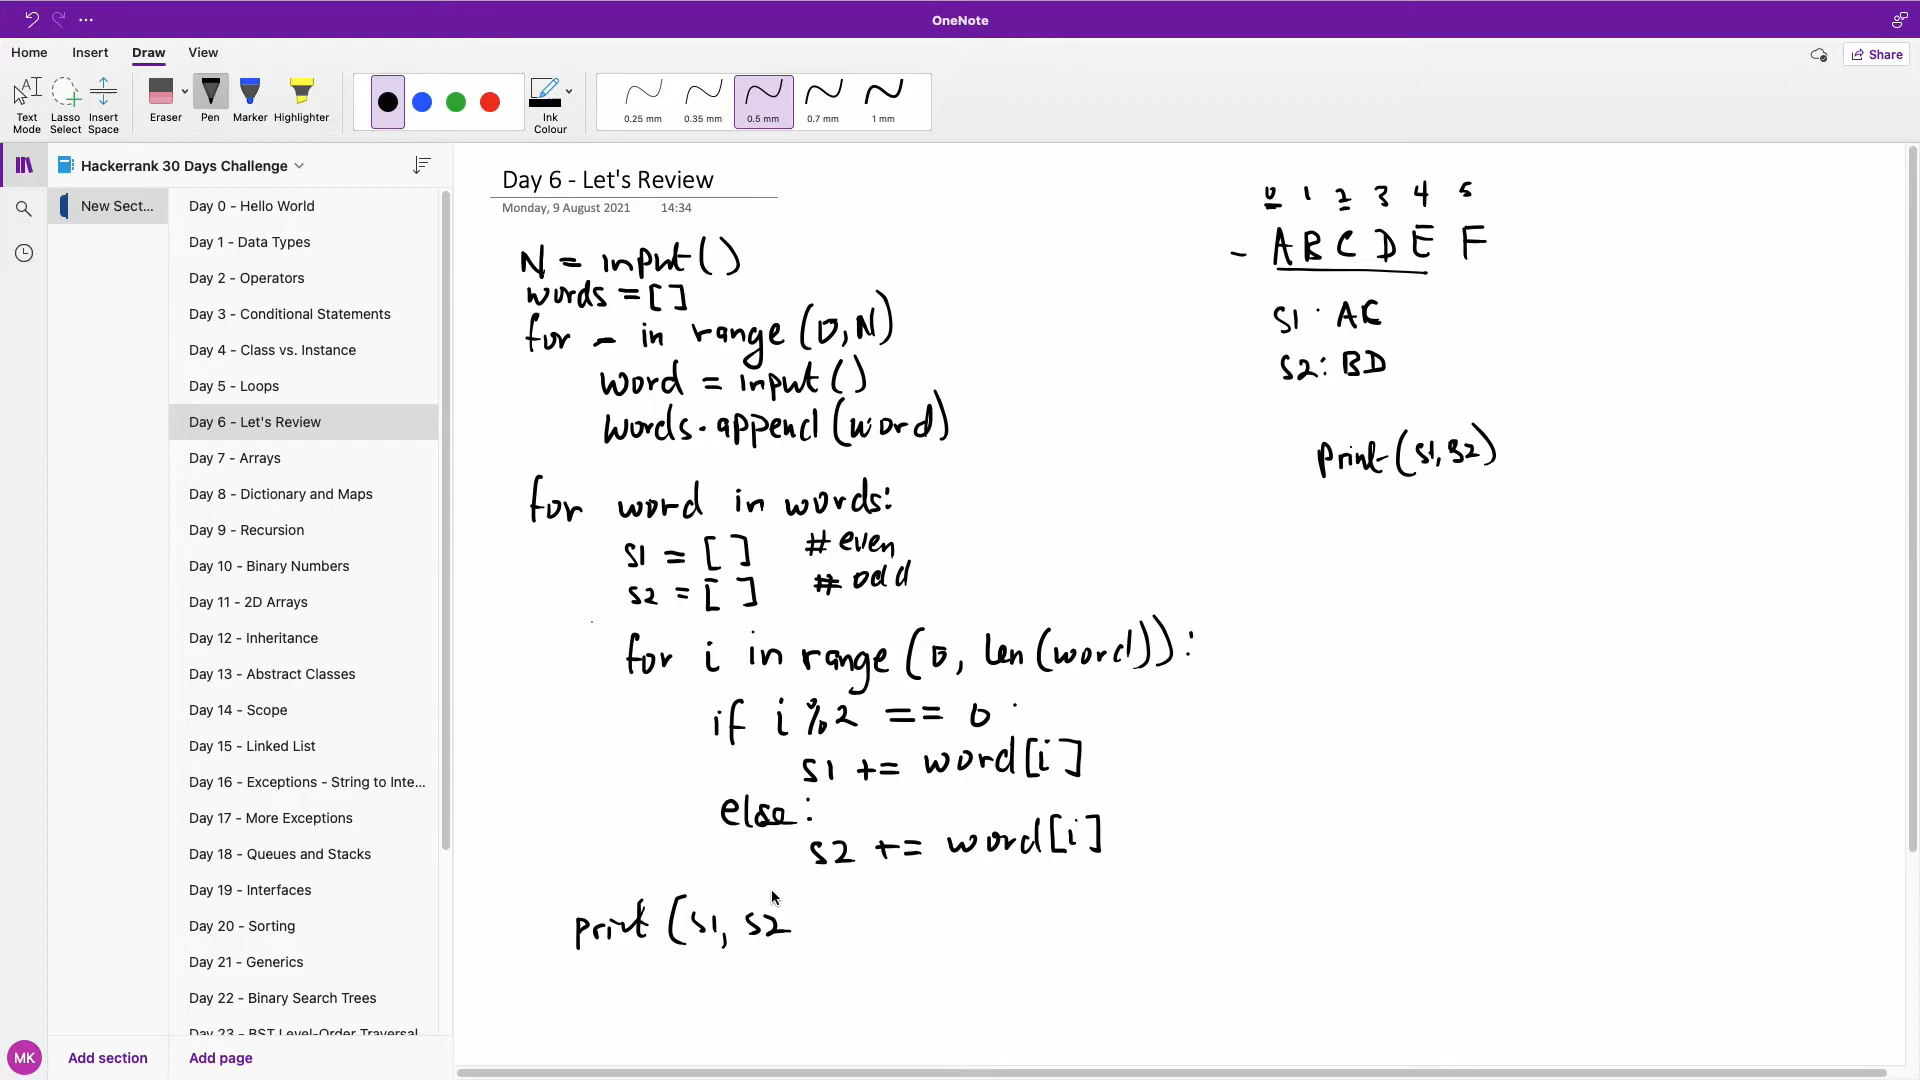 OneNote
Home Insert Draw View
Share
Text Mode
Lasso Select
Insert Space
Eraser
Pen
Marker
Highlighter
Ink Colour
0.25 mm
0.35 mm
0.5 mm
0.7 mm
1 mm
Hackerrank 30 Days Challenge
New Sect...
Day 0 - Hello World
Day 1 - Data Types
Day 2 - Operators
Day 3 - Conditional Statements
Day 4 - Class vs. Instance
Day 5 - Loops
Day 6 - Let's Review
Day 7 - Arrays
Day 8 - Dictionary and Maps
Day 9 - Recursion
Day 10 - Binary Numbers
Day 11 - 2D Arrays
Day 12 - Inheritance
Day 13 - Abstract Classes
Day 14 - Scope
Day 15 - Linked List
Day 16 - Exceptions - String to Inte...
Day 17 - More Exceptions
Day 18 - Queues and Stacks
Day 19 - Interfaces
Day 20 - Sorting
Day 21 - Generics
Day 22 - Binary Search Trees
Day 23 - BST Level-Order Traversal
MK
Add section
Add page
Day 6 - Let's Review
Monday, 9 August 2021 14:34
N = input()
words = []
for _ in range (0, N)
word = input()
words.append(word)
for word in words:
s1 = [ ] # even
s2 = [ ] # odd
for i in range (0, len(word)):
if i%2 == 0
s1 += word[i]
else:
s2 += word[i]
print (s1, s2
0 1 2 3 4 5
- A B C D E F
s1: AC
s2: BD
print (s1, s2)